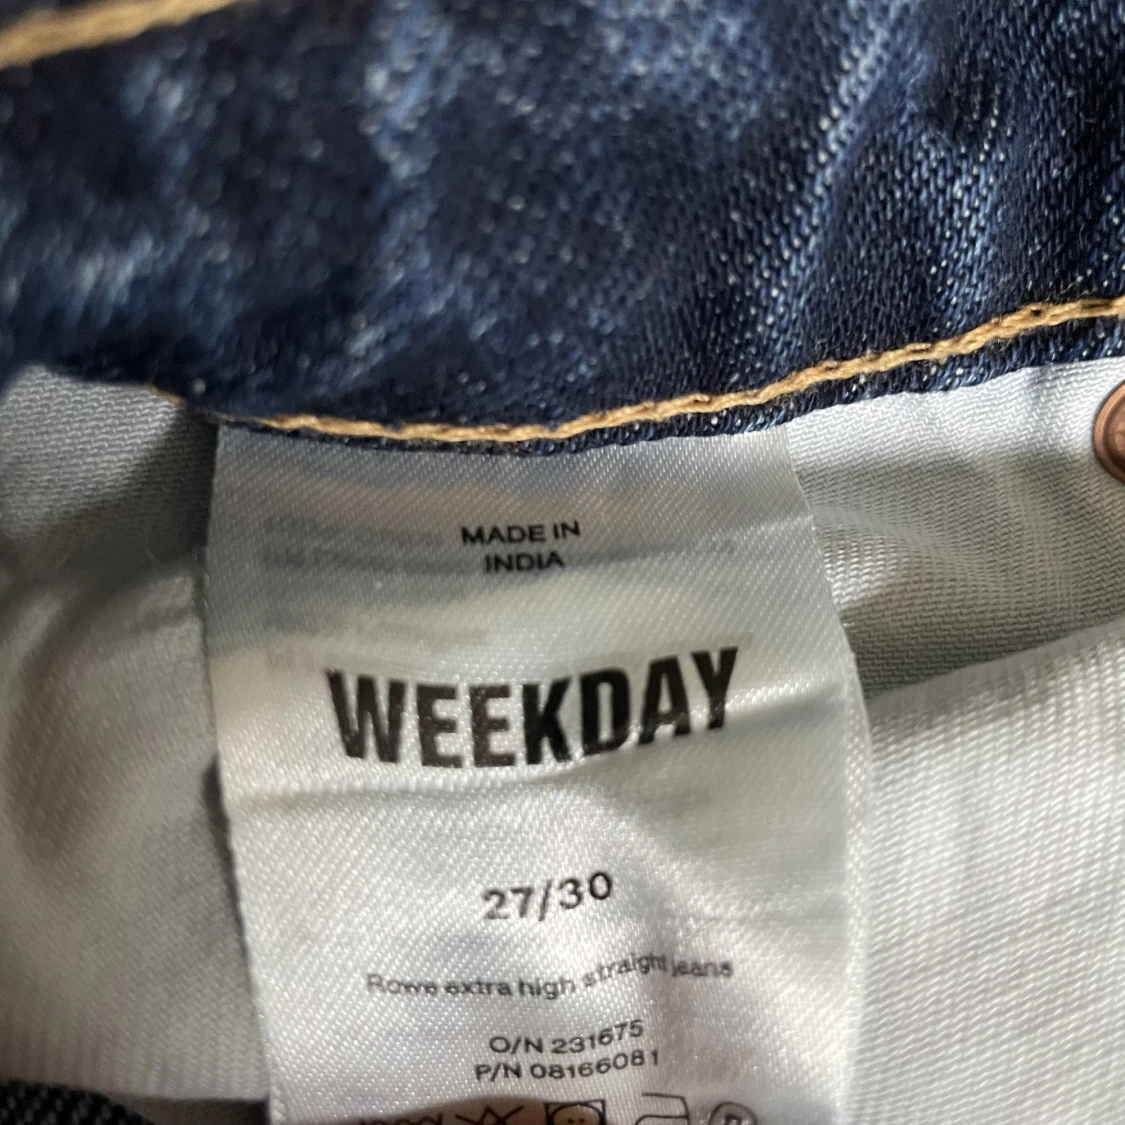 MADE IN
INDIA
WEEKDAY
27/30
Rowe extra high straight jeans
O/N 231675
P/N 08166081